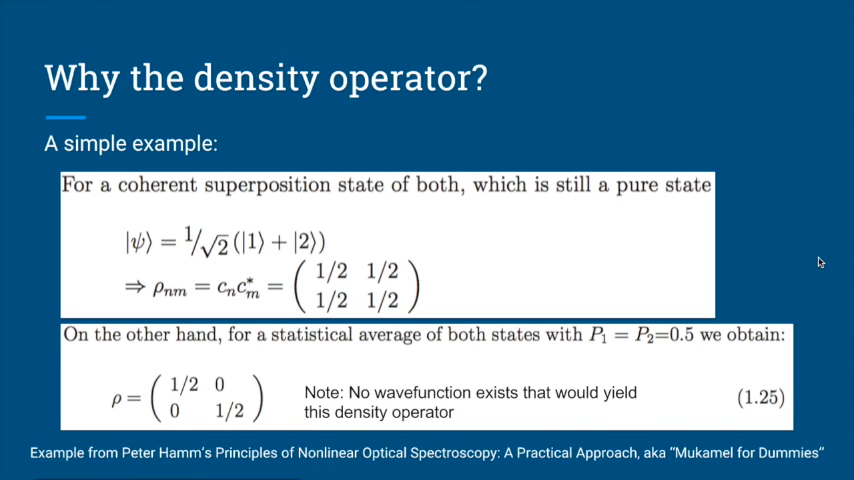 Why the density operator?
A simple example:
For a coherent superposition state of both, which is still a pure state
|ψ⟩ = 1/√2 (|1⟩ + |2⟩)
⇒ ρₙₘ = cₙc*ₘ = ( 1/2 1/2
1/2 1/2 )
On the other hand, for a statistical average of both states with P₁ = P₂=0.5 we obtain:
ρ = ( 1/2 0
0 1/2 )
Note: No wavefunction exists that would yield
this density operator
(1.25)
Example from Peter Hamm's Principles of Nonlinear Optical Spectroscopy: A Practical Approach, aka “Mukamel for Dummies“